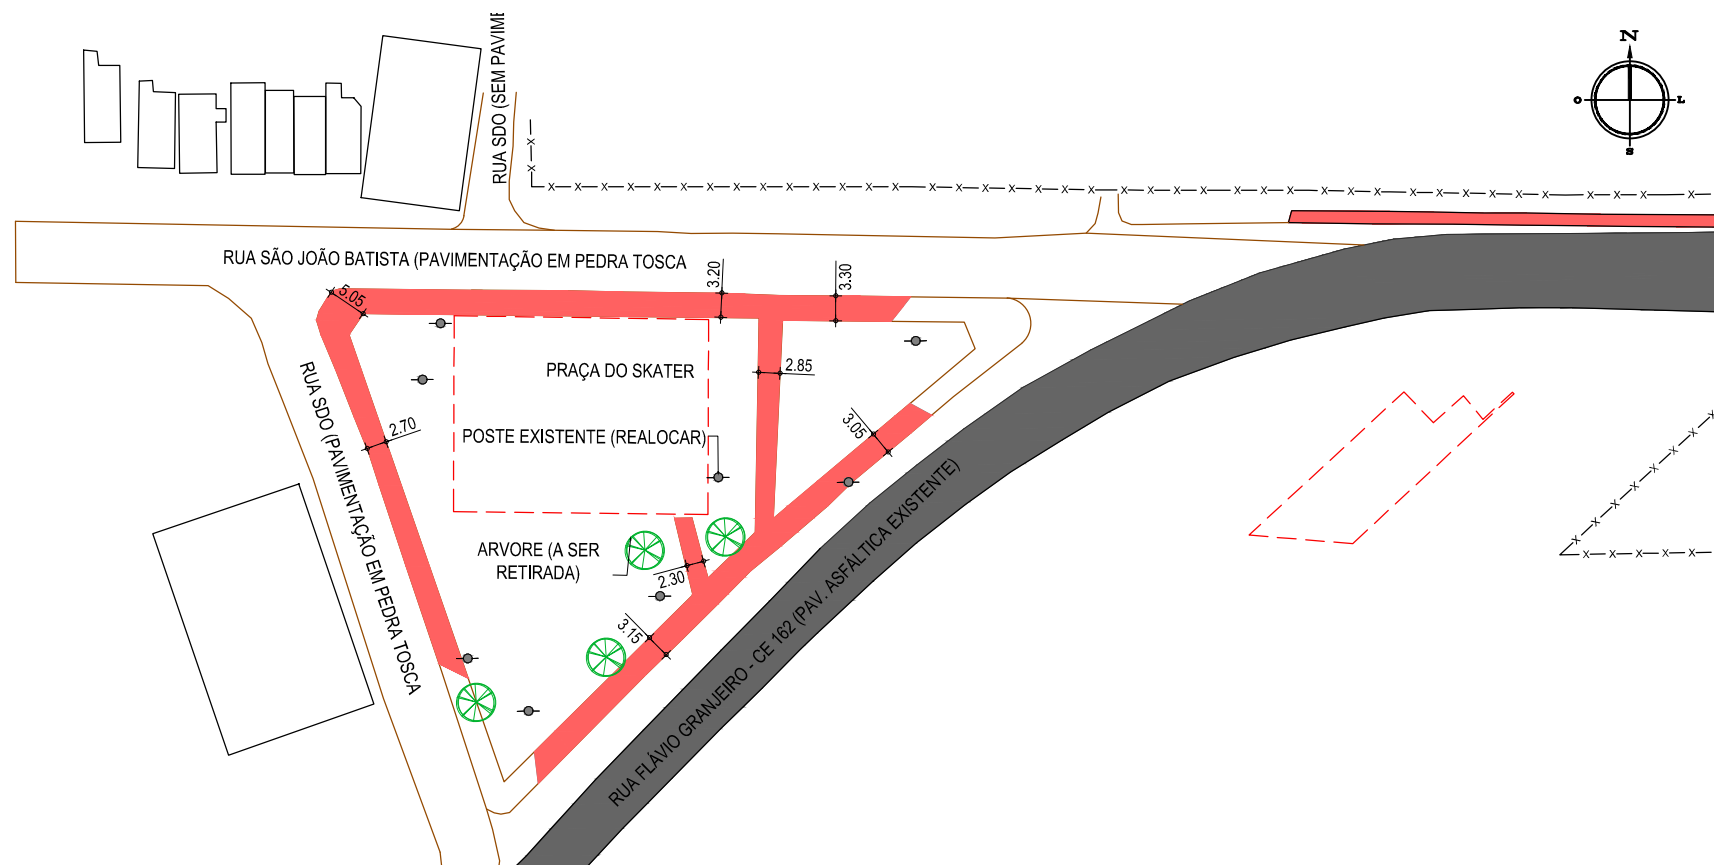 RUA SDO (SEM PAVIME
N
O
L
S
RUA SÃO JOÃO BATISTA (PAVIMENTAÇÃO EM PEDRA TOSCA
3.20
3.30
5.05
PRAÇA DO SKATER
2.85
2.70
3.05
POSTE EXISTENTE (REALOCAR)
RUA SDO (PAVIMENTAÇÃO EM PEDRA TOSCA
ARVORE (A SER
RETIRADA)
2.30
3.15
RUA FLÁVIO GRANJEIRO - CE 162 (PAV. ASFÁLTICA EXISTENTE)